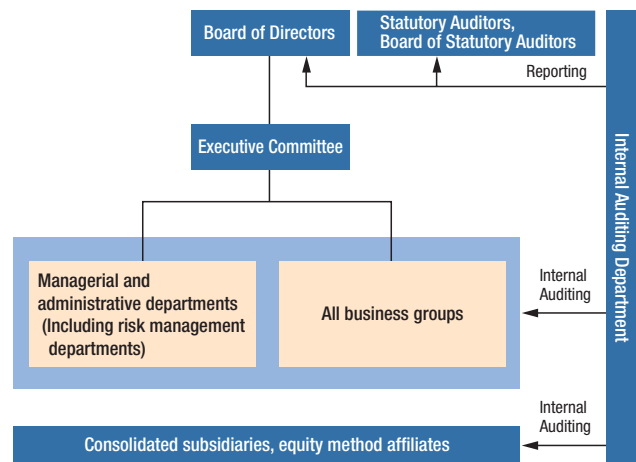 Board of Directors
Statutory Auditors,
Board of Statutory Auditors
Reporting
Executive Committee
Internal Auditing Department
Managerial and
administrative departments
(Including risk management
departments)
All business groups
Internal
Auditing
Internal
Auditing
Consolidated subsidiaries, equity method affiliates